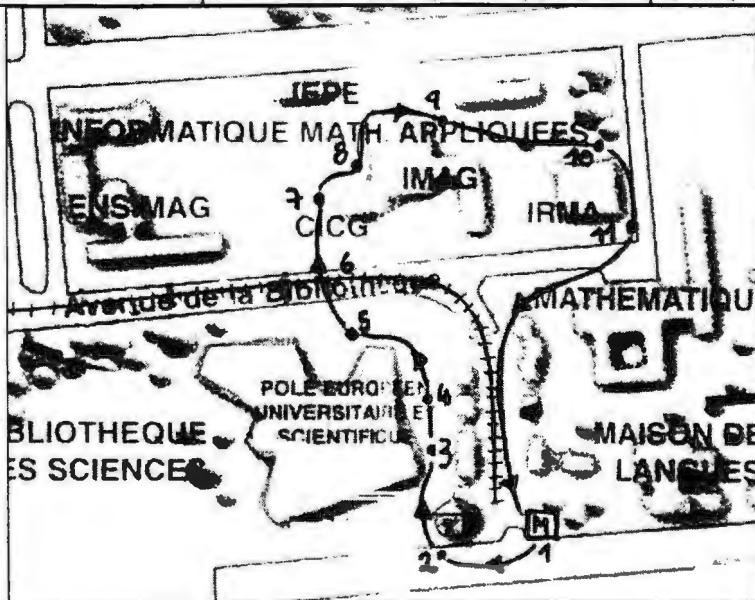 IEPE
INFORMATIQUE MATH. APPLIQUEES
9
8
10
IMAG
7
ENSIMAG
IRMA
CICG
11
6
Avenue de la Bibliothèque
MATHEMATIQU
5
POLE EUROPEEN
UNIVERSITAIRE ET
SCIENTIFIQUE
4
BLIOTHEQUE
ES SCIENCES
3
MAISON DE
LANGUES
M
2
1